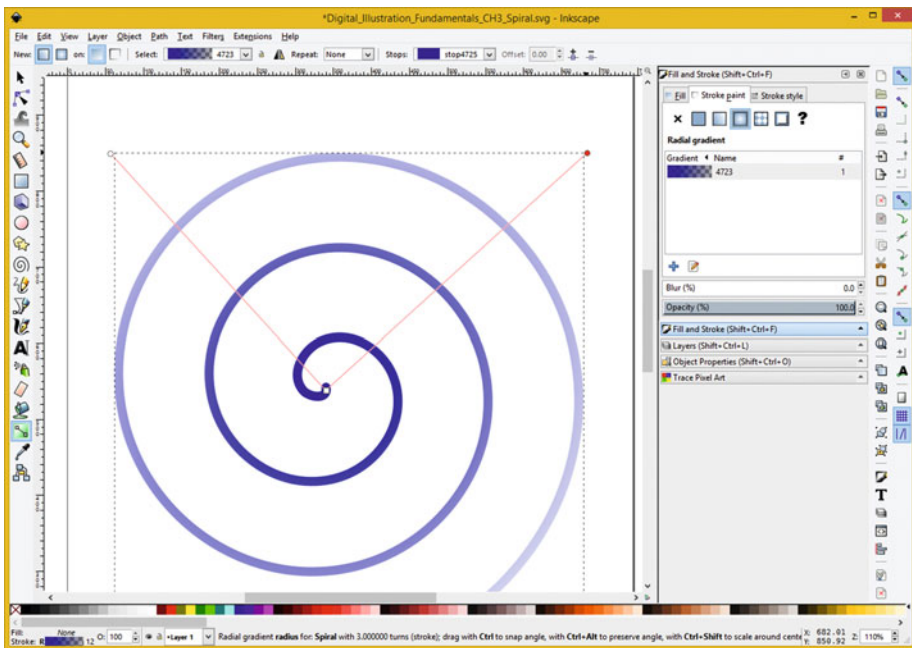 *Digital_Illustration_Fundamentals_CH3_Spiral.svg - Inkscape
File Edit View Layer Object Path Text Filters Extensions Help
New: on: Select: 4723 Repeat: None Stops: stop4725 Offset: 0.00
Fill and Stroke (Shift+Ctrl+F)
Fill Stroke paint Stroke style
Radial gradient
Gradient Name #
4723 1
Blur (%) 0.0
Opacity (%) 100.0
Fill and Stroke (Shift+Ctrl+F)
Layers (Shift+Ctrl+L)
Object Properties (Shift+Ctrl+O)
Trace Pixel Art
Fill: None
Stroke: R 12 O: 100 Layer 1 Radial gradient radius for: Spiral with 3.000000 turns (stroke); drag with Ctrl to snap angle, with Ctrl+Alt to preserve angle, with Ctrl+Shift to scale around cente X: 682.01 Y: 850.92 Z: 110%